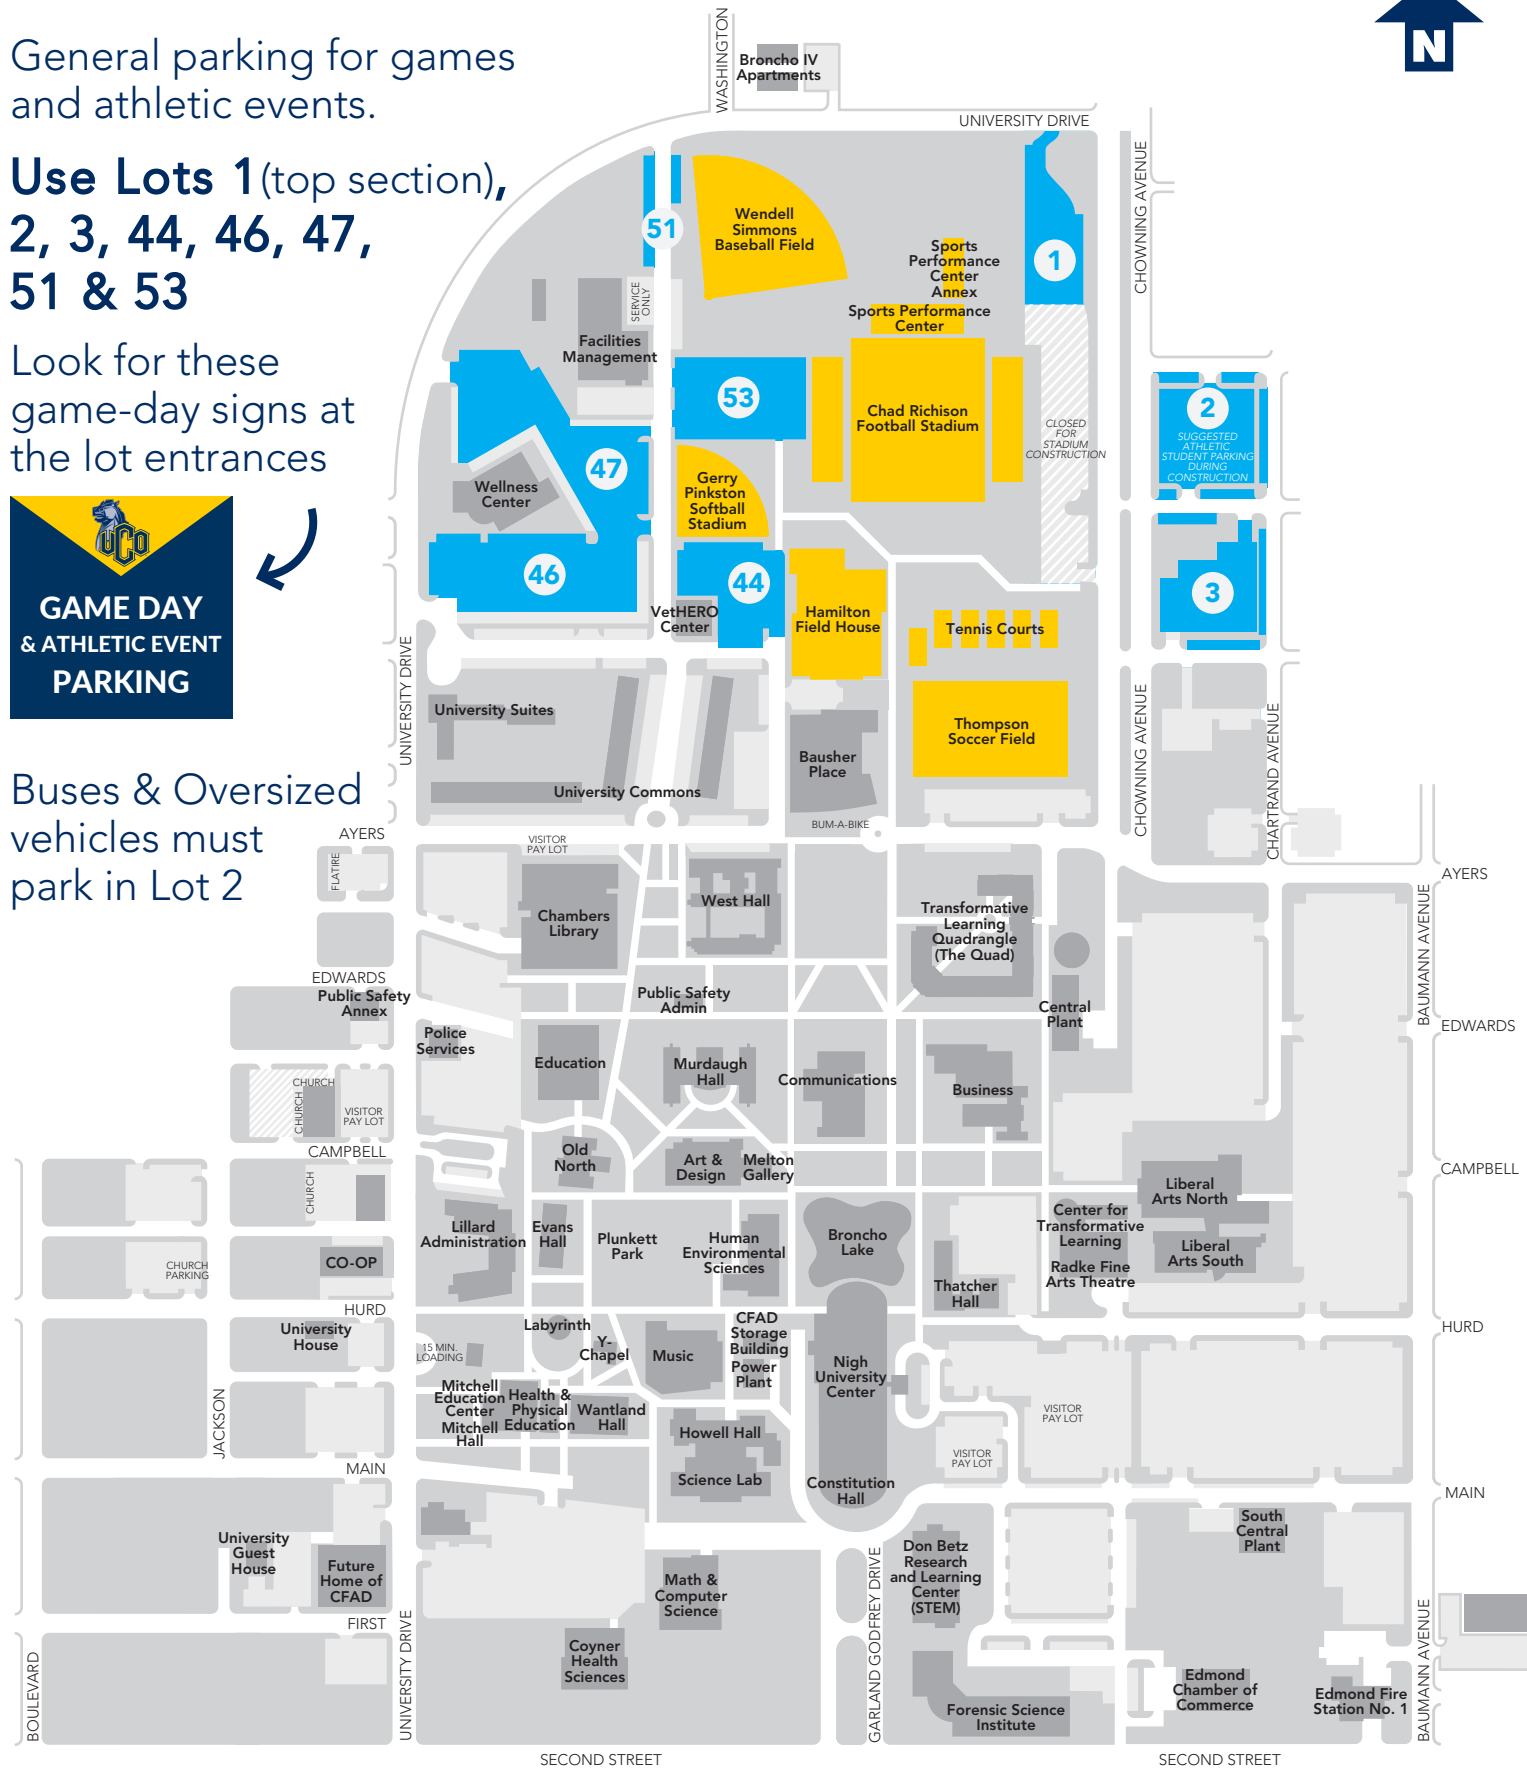 General parking for games
and athletic events.
Use Lots 1 (top section),
2, 3, 44, 46, 47,
51 & 53
Look for these
game-day signs at
the lot entrances
UCO
GAME DAY
& ATHLETIC EVENT
PARKING
Buses & Oversized
vehicles must
park in Lot 2
N
WASHINGTON
Broncho IV
Apartments
UNIVERSITY DRIVE
CHOWNING AVENUE
51
Wendell
Simmons
Baseball Field
Sports
Performance
Center
Annex
1
SERVICE
ONLY
Sports Performance
Center
Facilities
Management
53
Chad Richison
Football Stadium
CLOSED
FOR
STADIUM
CONSTRUCTION
2
SUGGESTED
ATHLETIC
STUDENT PARKING
DURING
CONSTRUCTION
47
Wellness
Center
Gerry
Pinkston
Softball
Stadium
46
44
3
VetHERO
Center
Hamilton
Field House
Tennis Courts
UNIVERSITY DRIVE
University Suites
Thompson
Soccer Field
CHOWNING AVENUE
CHARTRAND AVENUE
Bausher
Place
University Commons
BUM-A-BIKE
AYERS
VISITOR
PAY LOT
FLATIRE
AYERS
BAUMANN AVENUE
Chambers
Library
West Hall
Transformative
Learning
Quadrangle
(The Quad)
EDWARDS
Public Safety
Annex
Public Safety
Admin
Central
Plant
EDWARDS
Police
Services
Education
Murdaugh
Hall
Communications
Business
CHURCH
CHURCH
VISITOR
PAY LOT
CAMPBELL
Old
North
Art &
Design
Melton
Gallery
CAMPBELL
CHURCH
Liberal
Arts North
Lillard
Administration
Evans
Hall
Plunkett
Park
Human
Environmental
Sciences
Broncho
Lake
Center for
Transformative
Learning
Liberal
Arts South
CHURCH
PARKING
CO-OP
Radke Fine
Arts Theatre
Thatcher
Hall
HURD
University
House
Labyrinth
Y-
Chapel
CFAD
Storage
Building
HURD
15 MIN.
LOADING
Music
Power
Plant
Nigh
University
Center
JACKSON
Mitchell
Education
Center
Mitchell
Hall
Health &
Physical
Education
Wantland
Hall
VISITOR
PAY LOT
Howell Hall
VISITOR
PAY LOT
MAIN
Science Lab
Constitution
Hall
MAIN
South
Central
Plant
University
Guest
House
Future
Home of
CFAD
Don Betz
Research
and Learning
Center
(STEM)
Math &
Computer
Science
GARLAND GODFREY DRIVE
FIRST
UNIVERSITY DRIVE
BOULEVARD
Coyner
Health
Sciences
BAUMANN AVENUE
Forensic Science
Institute
Edmond
Chamber of
Commerce
Edmond Fire
Station No. 1
SECOND STREET
SECOND STREET